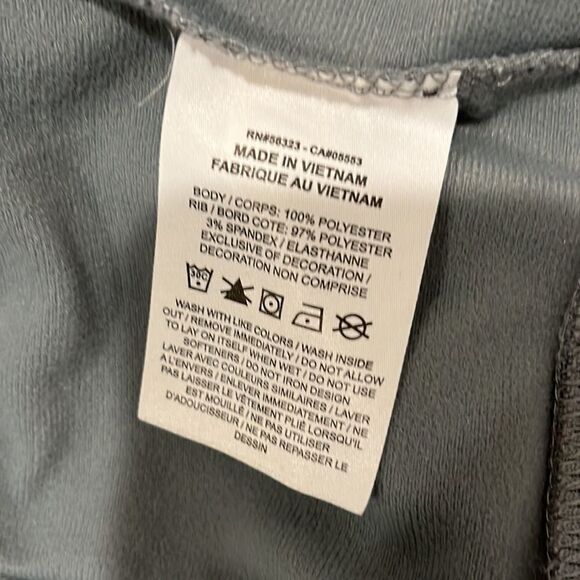 RN#56323 - CA#05553
MADE IN VIETNAM
FABRIQUE AU VIETNAM
BODY / CORPS: 100% POLYESTER
RIB / BORD COTE: 97% POLYESTER
3% SPANDEX / ELASTHANNE
EXCLUSIVE OF DECORATION /
DECORATION NON COMPRISE
30C
WASH WITH LIKE COLORS / WASH INSIDE
OUT / REMOVE IMMEDIATELY / DO NOT ALLOW
TO LAY ON ITSELF WHEN WET / DO NOT USE
SOFTENERS / DO NOT IRON DESIGN
LAVER AVEC COULEURS SIMILAIRES / LAVER
A L'ENVERS / ENLEVER IMMEDIATEMENT / NE
PAS LAISSER LE VÊTEMENT PLIÉ LORSQU'IL
EST MOUILLÉ / NE PAS UTILISER
D'ADOUCISSEUR / NE PAS REPASSER LE
DESSIN